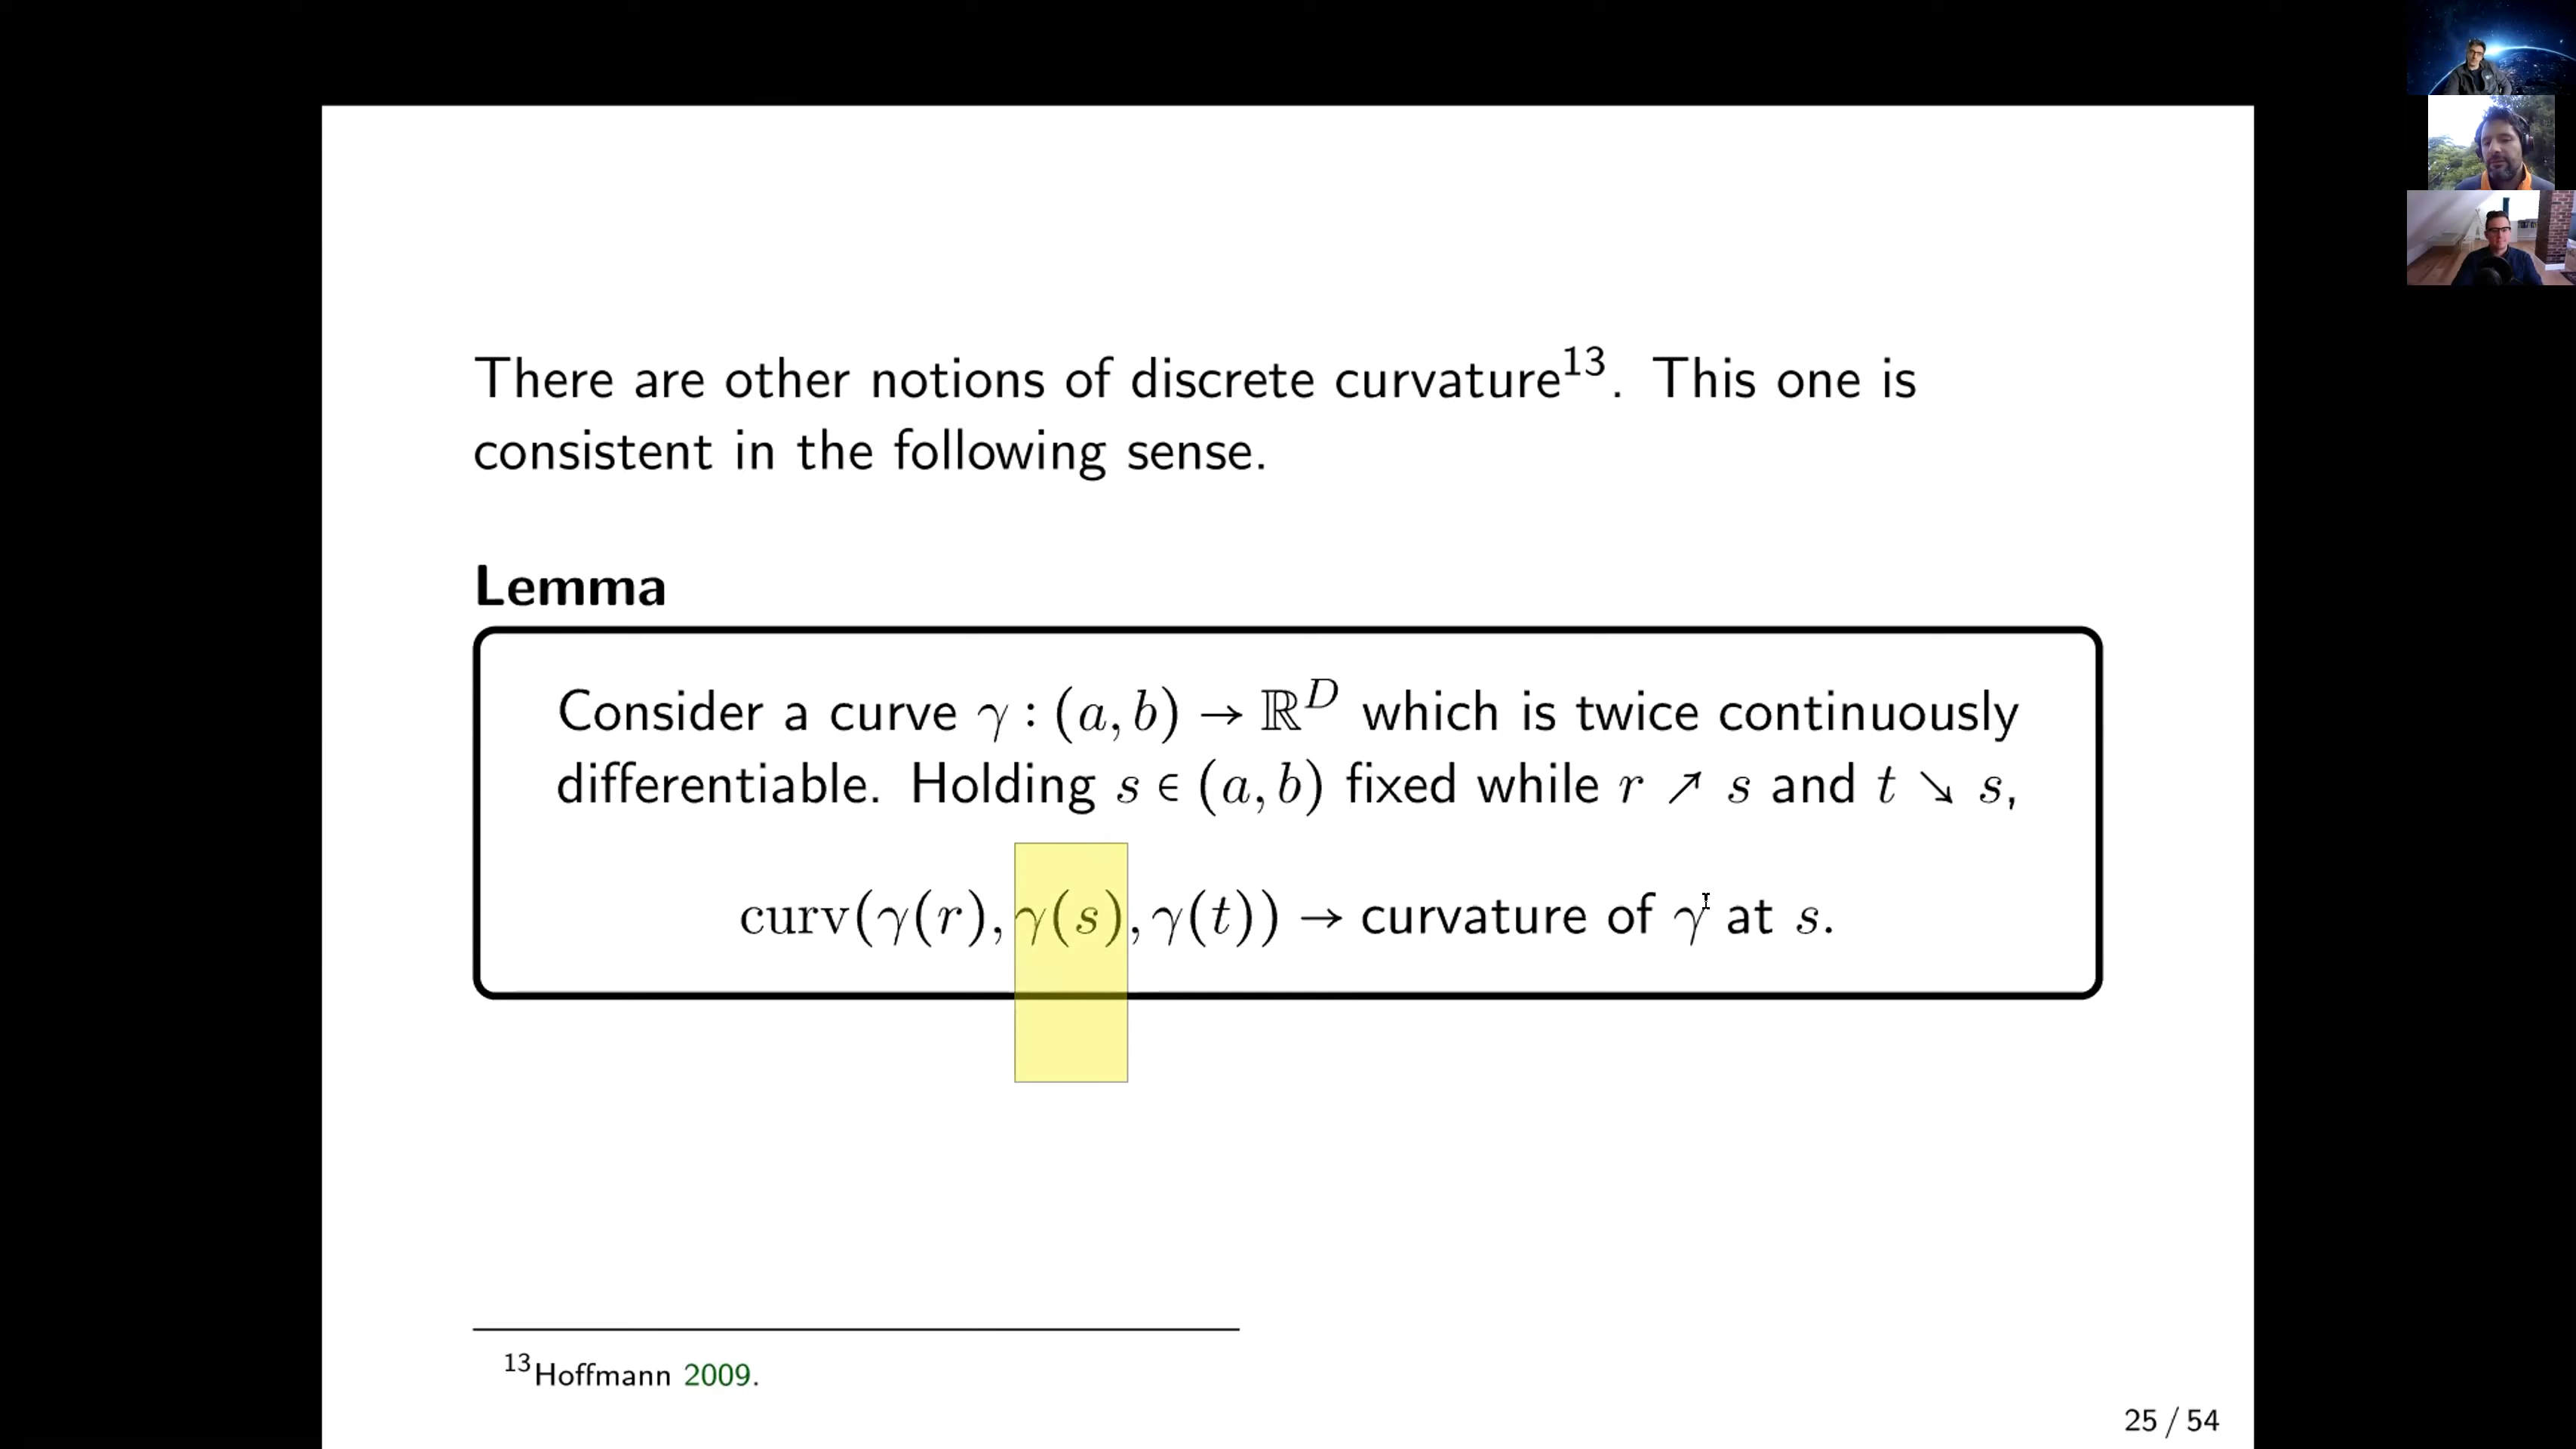 There are other notions of discrete curvature¹³. This one is
consistent in the following sense.
Lemma
Consider a curve γ : (a, b) → ℝᴰ which is twice continuously
differentiable. Holding s ∈ (a, b) fixed while r ↗ s and t ↘ s,
curv(γ(r), γ(s), γ(t)) → curvature of γ at s.
¹³Hoffmann 2009.
25 / 54